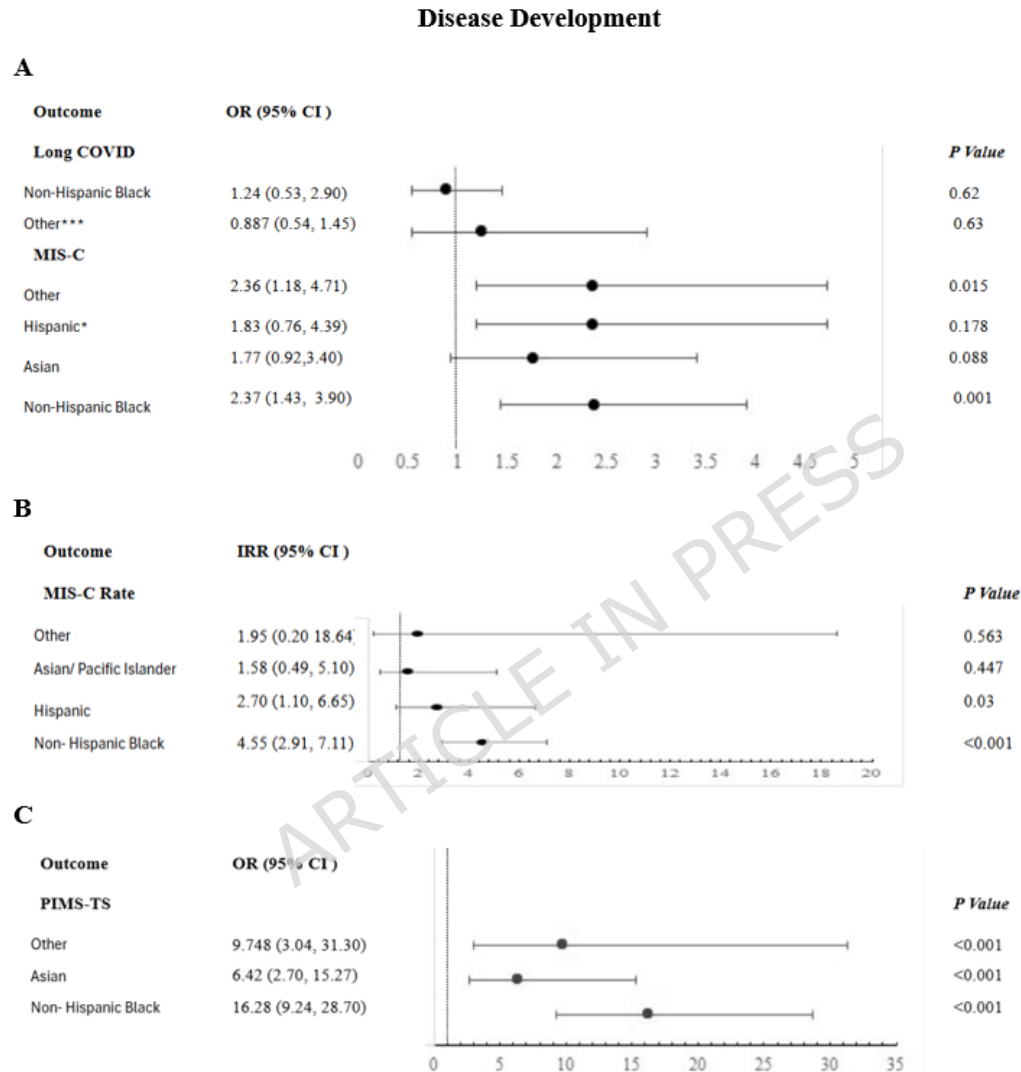 Disease Development
A
Outcome OR (95% CI )
Long COVID P Value
Non-Hispanic Black 1.24 (0.53, 2.90) 0.62
Other*** 0.887 (0.54, 1.45) 0.63
MIS-C
Other 2.36 (1.18, 4.71) 0.015
Hispanic* 1.83 (0.76, 4.39) 0.178
Asian 1.77 (0.92,3.40) 0.088
Non-Hispanic Black 2.37 (1.43, 3.90) 0.001
0 0.5 1 1.5 2 2.5 3 3.5 4 4.5 5
B
Outcome IRR (95% CI )
MIS-C Rate P Value
Other 1.95 (0.20 18.64) 0.563
Asian/ Pacific Islander 1.58 (0.49, 5.10) 0.447
Hispanic 2.70 (1.10, 6.65) 0.03
Non- Hispanic Black 4.55 (2.91, 7.11) <0.001
0 2 4 6 8 10 12 14 16 18 20
C
Outcome OR (95% CI )
PIMS-TS P Value
Other 9.748 (3.04, 31.30) <0.001
Asian 6.42 (2.70, 15.27) <0.001
Non- Hispanic Black 16.28 (9.24, 28.70) <0.001
0 5 10 15 20 25 30 35
ARTICLE IN PRESS